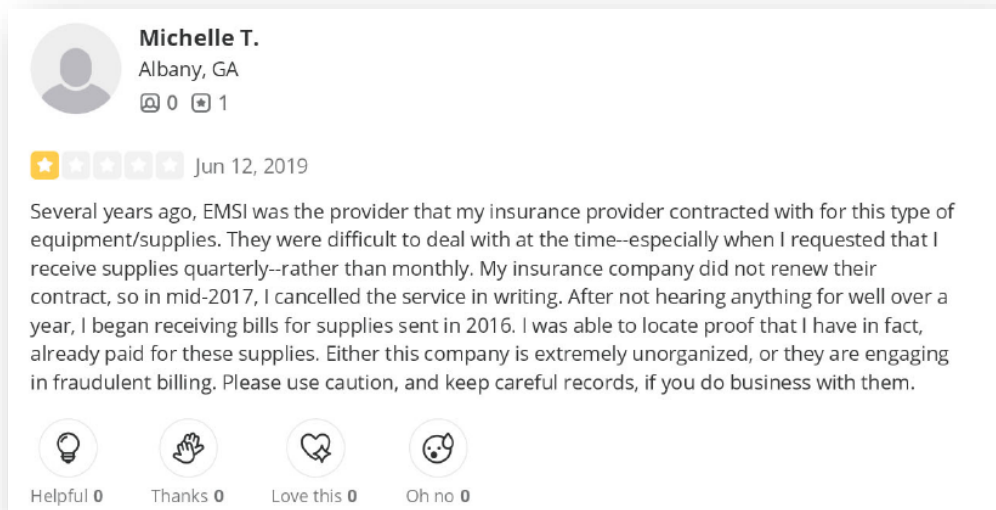 Michelle T.
Albany, GA
0 1
Jun 12, 2019
Several years ago, EMSI was the provider that my insurance provider contracted with for this type of
equipment/supplies. They were difficult to deal with at the time--especially when I requested that I
receive supplies quarterly--rather than monthly. My insurance company did not renew their
contract, so in mid-2017, I cancelled the service in writing. After not hearing anything for well over a
year, I began receiving bills for supplies sent in 2016. I was able to locate proof that I have in fact,
already paid for these supplies. Either this company is extremely unorganized, or they are engaging
in fraudulent billing. Please use caution, and keep careful records, if you do business with them.
Helpful 0 Thanks 0 Love this 0 Oh no 0